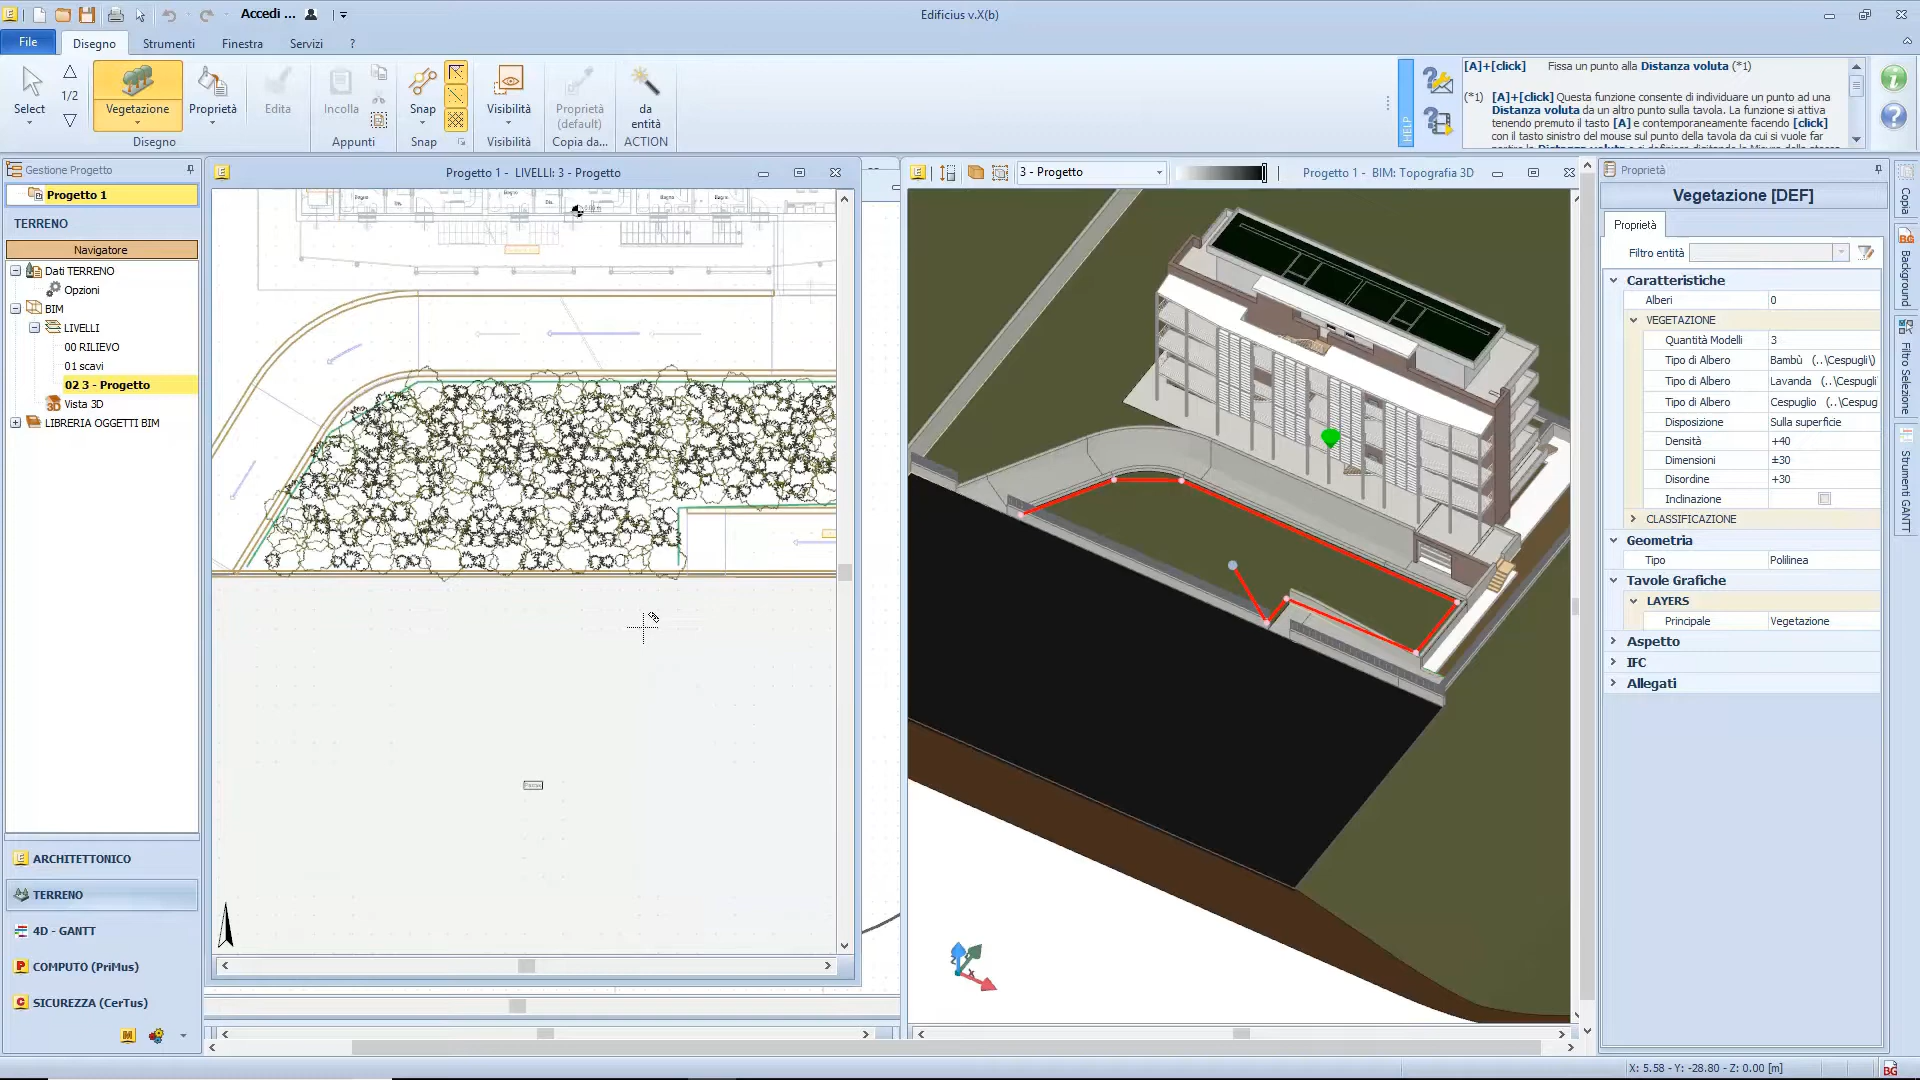 Accedi ...
Edificius v.X(b)
File
Disegno
Strumenti
Finestra
Servizi
?
Select
1/2
Vegetazione
Proprietà
Edita
Incolla
Snap
Visibilità
Proprietà
(default)
da
entità
Disegno
Appunti
Snap
Visibilità
Copia da...
ACTION
HELP
[A]+[click] Fissa un punto alla Distanza voluta (*1)
(*1) [A]+[click] Questa funzione consente di individuare un punto ad una
Distanza voluta da un altro punto sulla tavola. La funzione si attiva
tenendo premuto il tasto [A] e contemporaneamente facendo [click]
con il tasto sinistro del mouse sul punto della tavola da cui si vuole far
Gestione Progetto
Progetto 1
TERRENO
Navigatore
Dati TERRENO
Opzioni
BIM
LIVELLI
00 RILIEVO
01 scavi
02 3 - Progetto
Vista 3D
LIBRERIA OGGETTI BIM
ARCHITETTONICO
TERRENO
4D - GANTT
COMPUTO (PriMus)
SICUREZZA (CerTus)
Progetto 1 - LIVELLI: 3 - Progetto
3 - Progetto
Progetto 1 - BIM: Topografia 3D
Proprietà
Vegetazione [DEF]
Proprietà
Filtro entità
Caratteristiche
Alberi 0
VEGETAZIONE
Quantità Modelli 3
Tipo di Albero Bambù (..\Cespugli\)
Tipo di Albero Lavanda (..\Cespugli
Tipo di Albero Cespuglio (..\Cespug
Disposizione Sulla superficie
Densità +40
Dimensioni ±30
Disordine +30
Inclinazione
CLASSIFICAZIONE
Geometria
Tipo Polilinea
Tavole Grafiche
LAYERS
Principale Vegetazione
Aspetto
IFC
Allegati
Copia
Background
Filtro Selezione
Strumenti GANTT
X: 5.58 - Y: -28.80 - Z: 0.00 [m]